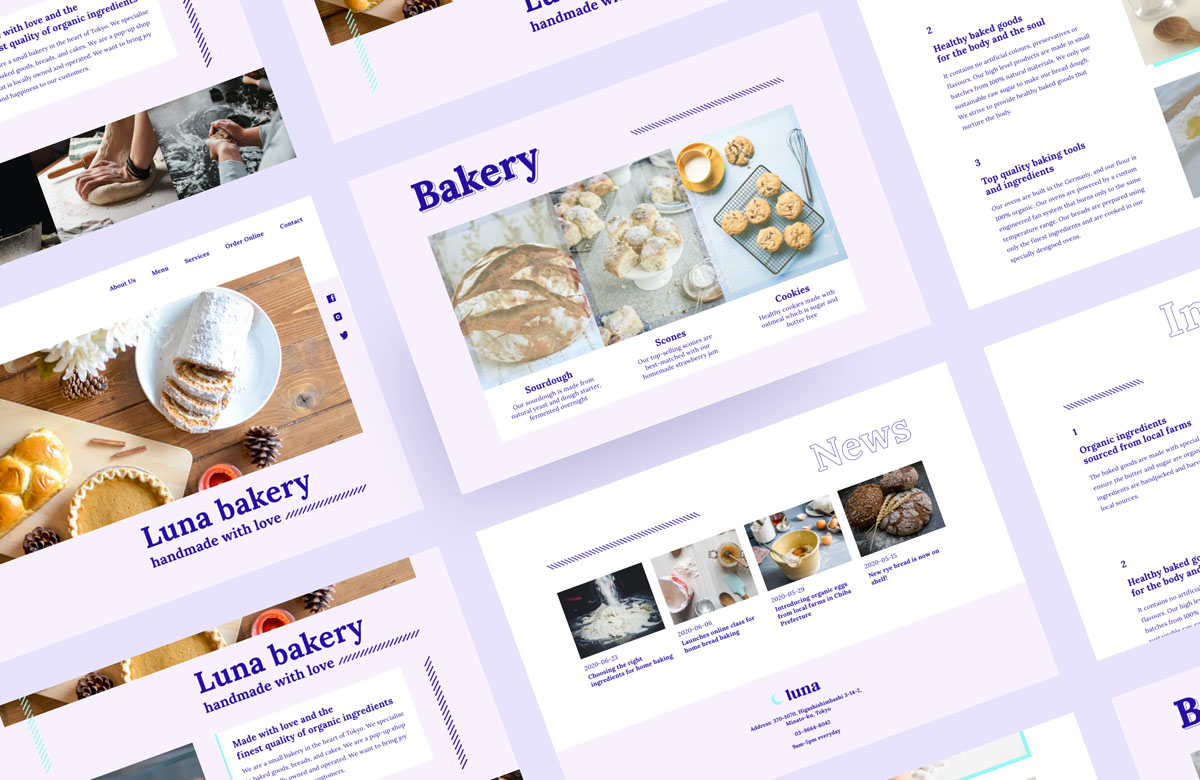 Made with love and the
finest quality of organic ingredients
are a small bakery in the heart of Tokyo. We specialise
baked goods, breads, and cakes. We are a pop-up shop
that is locally owned and operated. We want to bring joy
and happiness to our customers.
handmade with love
2
Healthy baked goods
for the body and the soul
It contains no artificial colours, preservatives or
flavours. Our high level products are made in small
batches from 100% natural materials. We only use
sustainable raw sugar to make our bread dough.
We strive to provide healthy baked goods that
nurture the body.
3
Top quality baking tools
and ingredients
Our ovens are built in the Germany, and our flour is
100% organic. Our ovens are powered by a custom
engineered fan system that burns only to the same
temperature range. Our breads are prepared using
only the finest ingredients and are cooked in our
specially designed ovens.
Bakery
Sourdough
Our sourdough is made from
natural yeast and dough starter,
fermented overnight
Scones
Our top-selling scones are
best-matched with our
homemade strawberry jam
Cookies
Healthy cookies made with
oatmeal which is sugar and
butter free
About Us
Menu
Services
Order Online
Contact
Luna bakery
handmade with love
News
2020-06-23
Choosing the right
ingredients for home baking
2020-06-06
Launches online class for
home bread baking
2020-05-29
Introducing organic eggs
from local farms in Chiba
Prefecture
2020-05-15
New rye bread is now on
shelf!
luna
Address: 370-1070, Higashishimbashi 3-14-2,
Minato-ku, Tokyo
03-9664-8042
9am-5pm everyday
In
1
Organic ingredients
sourced from local farms
The baked goods are made with special
ensure the butter and sugar are organ
ingredients are handpicked and han
local sources.
2
Healthy baked go
for the body and
It contains no artificial
flavours. Our high lev
batches from 100%
Luna bakery
handmade with love
Made with love and the
finest quality of organic ingredients
We are a small bakery in the heart of Tokyo. We specialise
baked goods, breads, and cakes. We are a pop-up shop
owned and operated. We want to bring joy
customers.
B